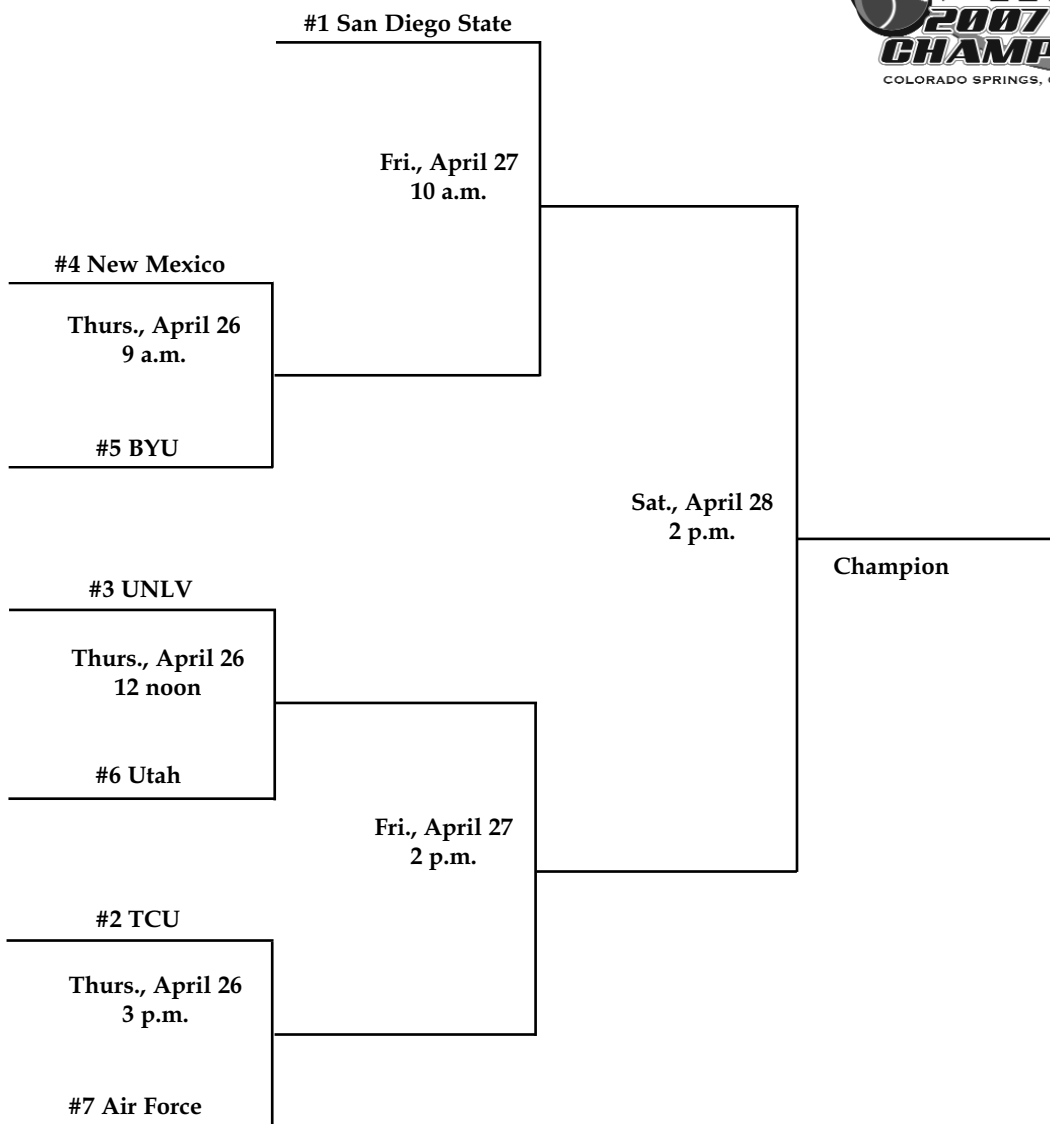 2007
COLORADO SPRINGS,
#1 San Diego State
Fri., April 27
10 a.m.
#4 New Mexico
Thurs., April 26
9 a.m.
#5 BYU
Sat., April 28
2 p.m.
Champion
#3 UNLV
Thurs., April 26
12 noon
#6 Utah
Fri., April 27
2 p.m.
#2 TCU
Thurs., April 26
3 p.m.
#7 Air Force